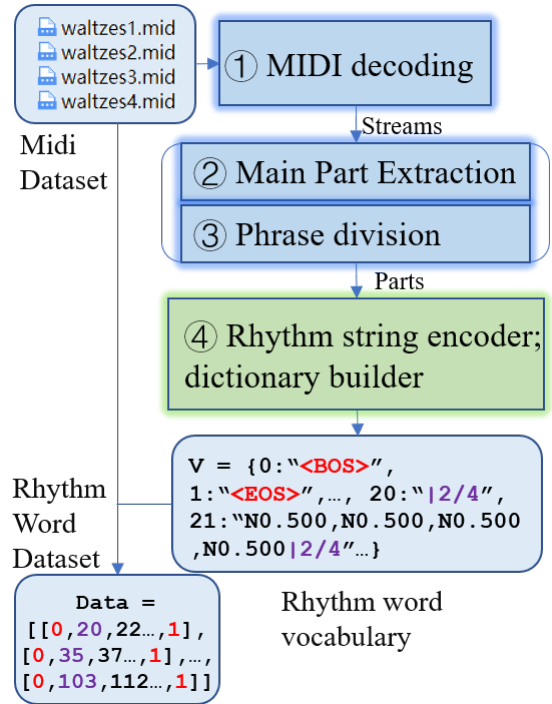 waltzes1.mid
waltzes2.mid
waltzes3.mid
waltzes4.mid
① MIDI decoding
Streams
Midi
Dataset
② Main Part Extraction
③ Phrase division
Parts
④ Rhythm string encoder;
dictionary builder
V = {0:“<BOS>”,
1:“<EOS>”,…, 20:“|2/4”,
21:“N0.500,N0.500,N0.500
,N0.500|2/4”…}
Rhythm
Word
Dataset
Rhythm word
vocabulary
Data =
[[0,20,22…,1],
[0,35,37…,1],…,
[0,103,112…,1]]